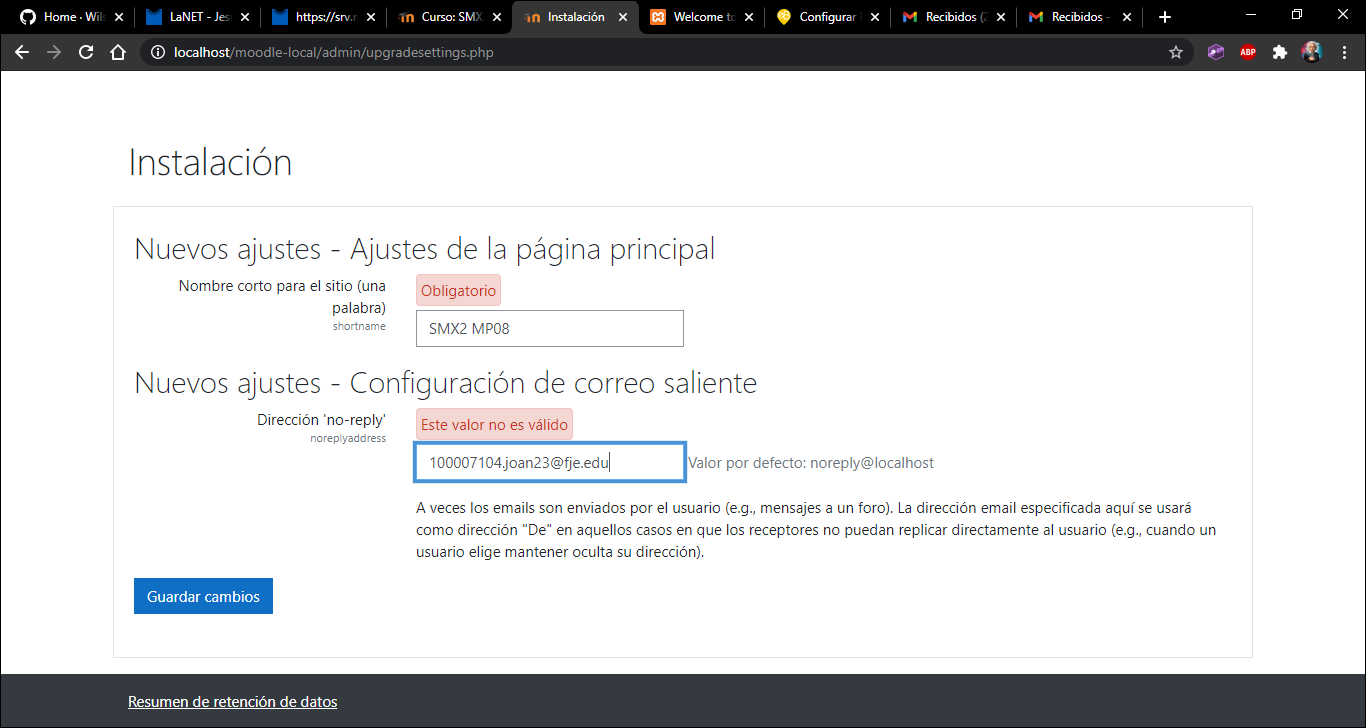 Home · Wils
LaNET - Jes
https://srv.r
Curso: SMX
Instalación
Welcome to
Configurar
Recibidos (2
Recibidos -
localhost/moodle-local/admin/upgradesettings.php
ABP
Instalación
Nuevos ajustes - Ajustes de la página principal
Nombre corto para el sitio (una
palabra)
shortname
Obligatorio
SMX2 MP08
Nuevos ajustes - Configuración de correo saliente
Dirección 'no-reply'
noreplyaddress
Este valor no es válido
100007104.joan23@fje.edu
Valor por defecto: noreply@localhost
A veces los emails son enviados por el usuario (e.g., mensajes a un foro). La dirección email especificada aquí se usará
como dirección "De" en aquellos casos en que los receptores no puedan replicar directamente al usuario (e.g., cuando un
usuario elige mantener oculta su dirección).
Guardar cambios
Resumen de retención de datos